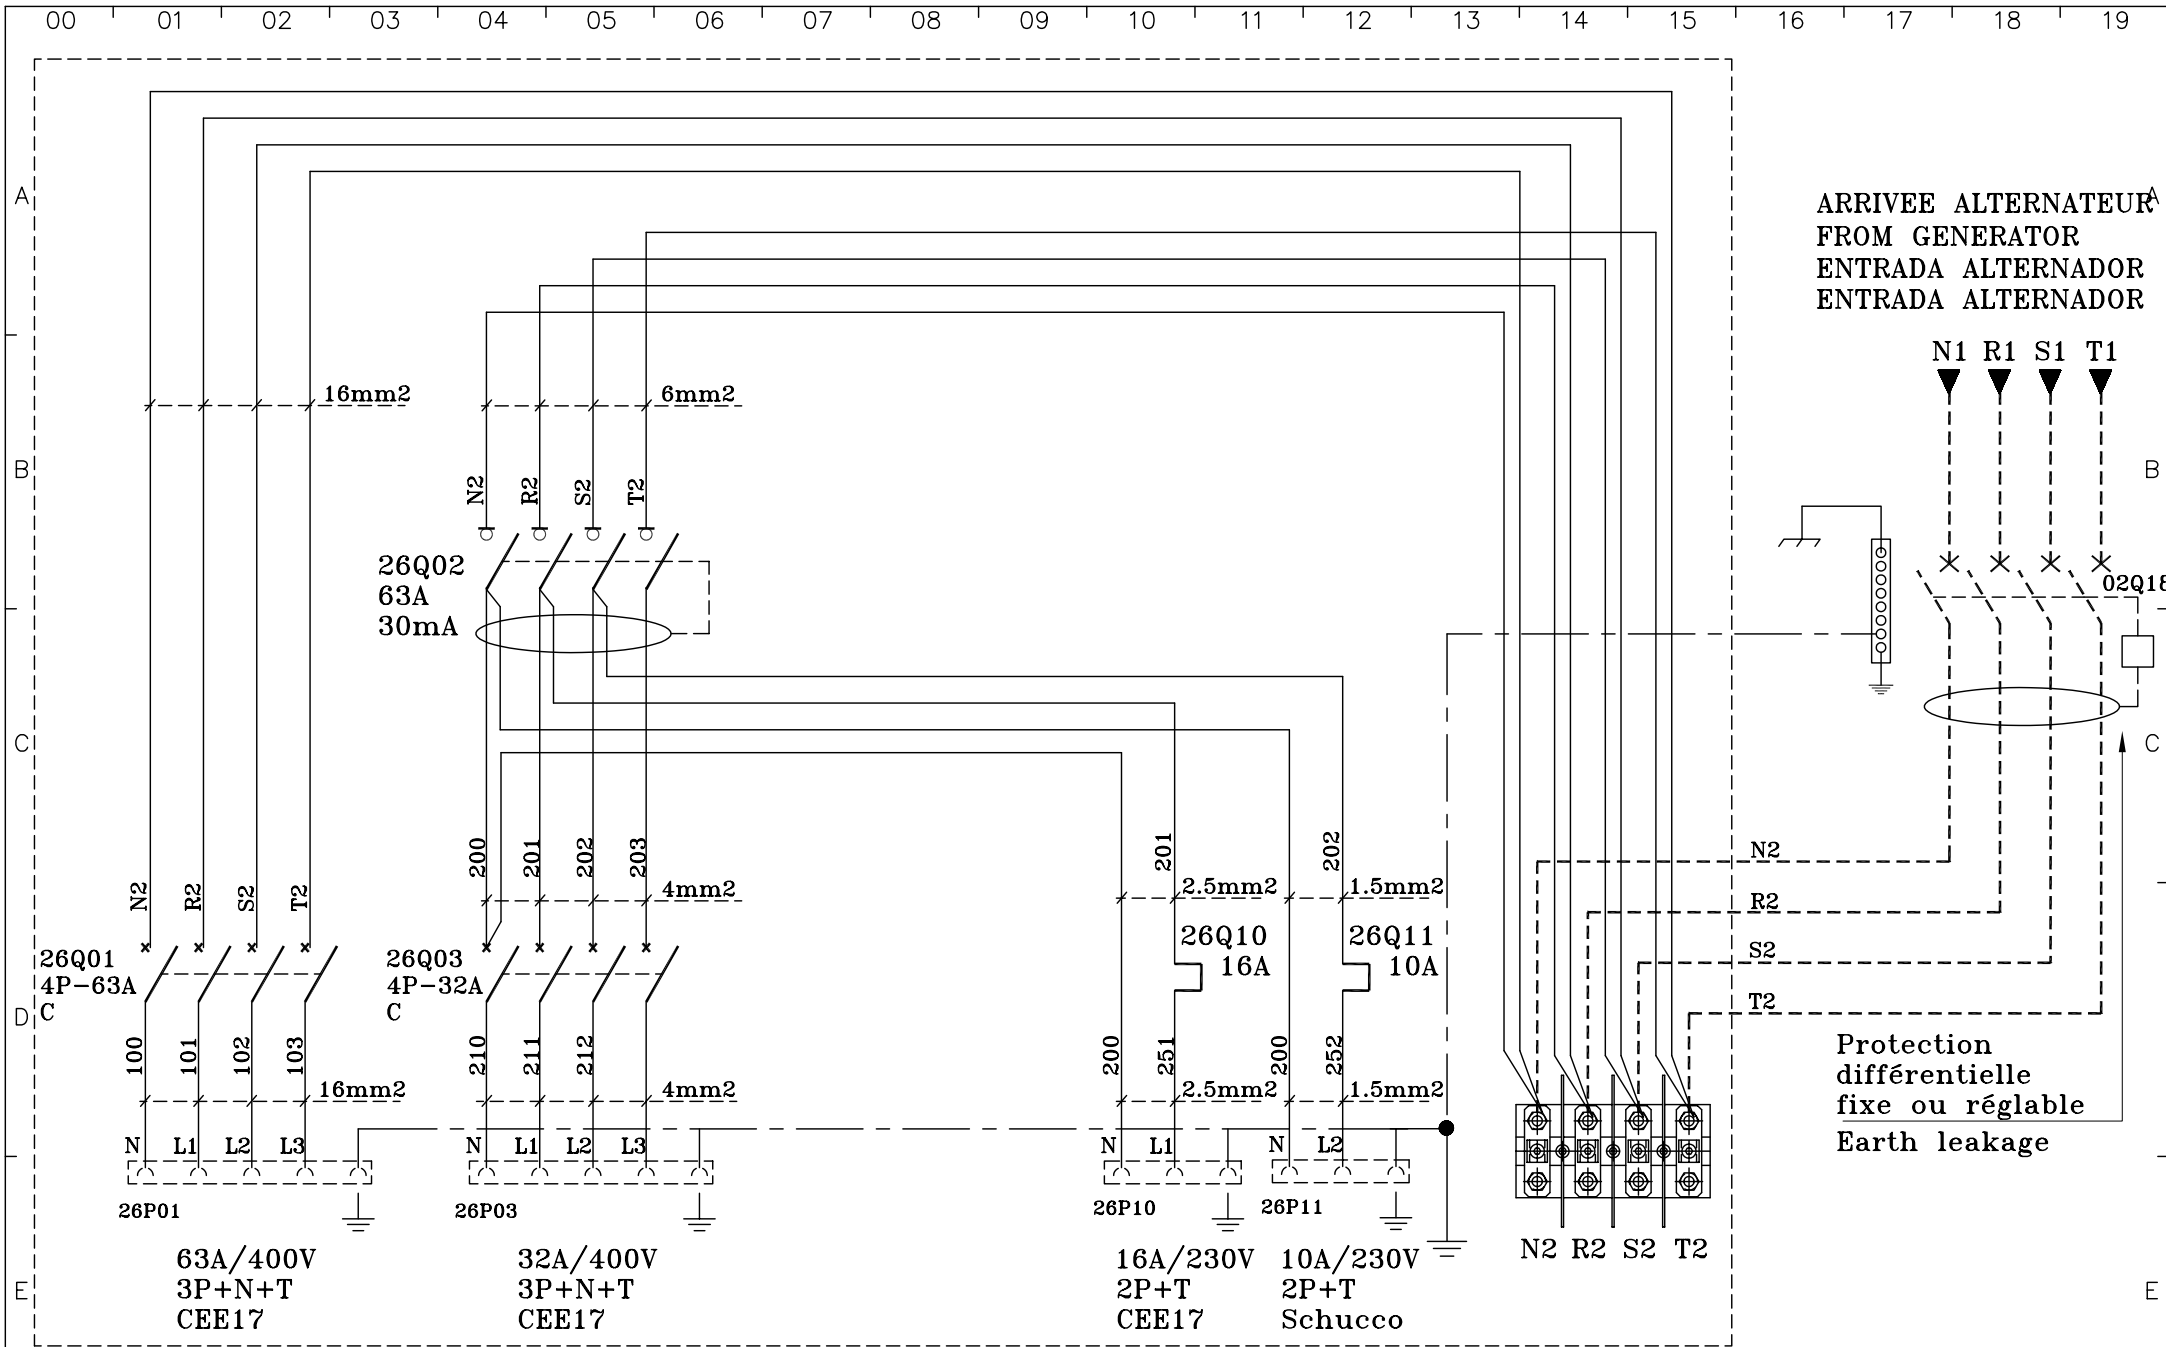 00 01 02 03 04 05 06 07 08 09 10 11 12 13 14 15 16 17 18 19
A A
ARRIVEE ALTERNATEUR
FROM GENERATOR
ENTRADA ALTERNADOR
ENTRADA ALTERNADOR
N1 R1 S1 T1
16mm2 6mm2
B B
N2 R2 S2 T2
26Q02
63A
30mA
02Q18
C C
200 201 202 203 201 202
4mm2 2.5mm2 1.5mm2
N2
R2
S2
T2
N2 R2 S2 T2
26Q01
4P-63A
C
26Q03
4P-32A
C
26Q10
16A
26Q11
10A
D
100 101 102 103 210 211 212 200 251 200 252
16mm2 4mm2 2.5mm2 1.5mm2
Protection
différentielle
fixe ou réglable
Earth leakage
N L1 L2 L3 N L1 L2 L3 N L1 N L2
26P01 26P03 26P10 26P11
63A/400V
3P+N+T
CEE17
32A/400V
3P+N+T
CEE17
16A/230V
2P+T
CEE17
10A/230V
2P+T
Schucco
N2 R2 S2 T2
E E